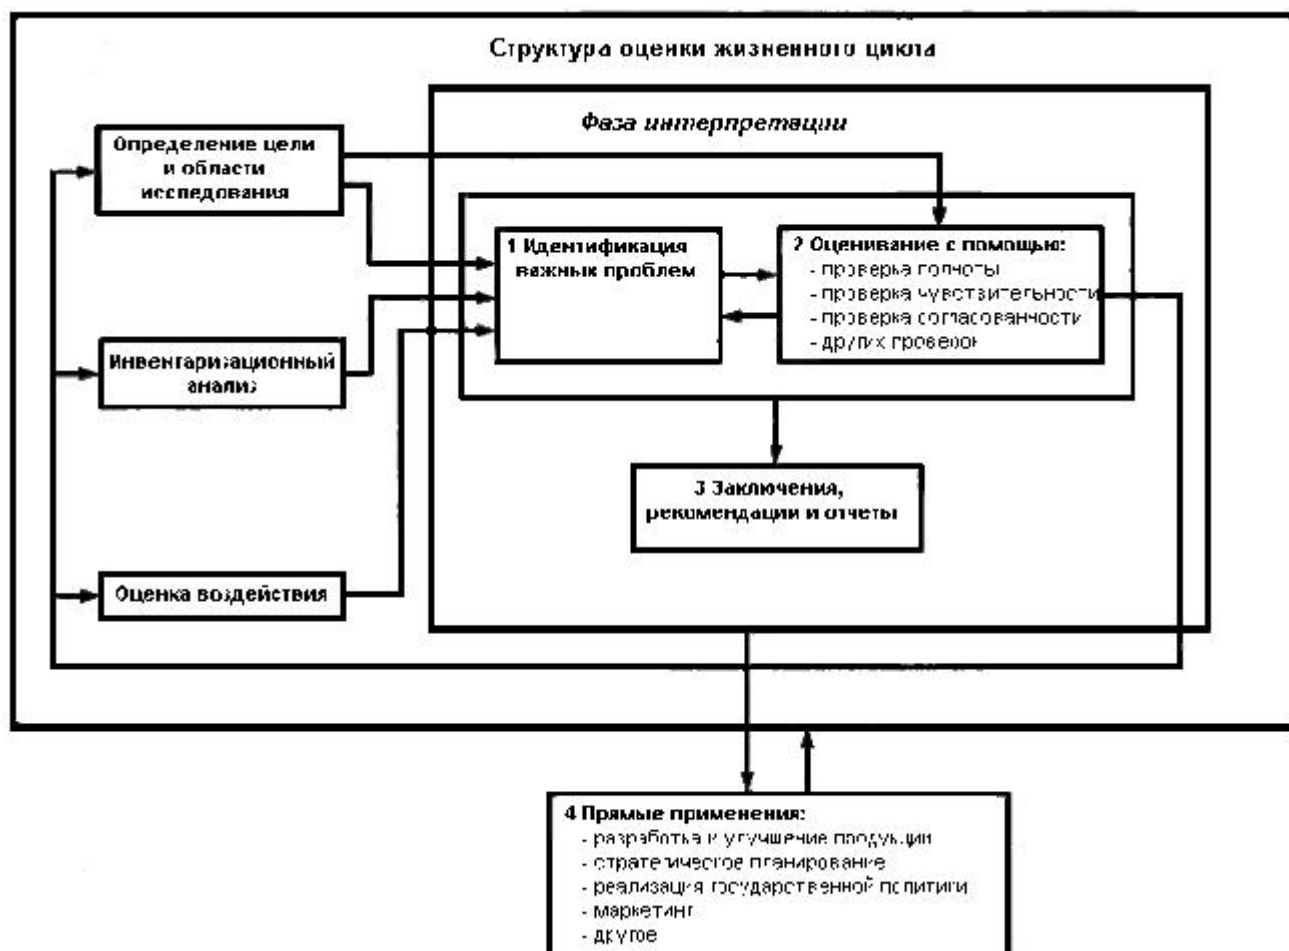 Структура оценки жизненного цикла
Фаза интерпретации
Определение цели
и области
исследования
1 Идентификация
важных проблем
2 Оценивание с помощью:
- проверка полноты
- проверка чувствительности
- проверка согласованности
- других проверок
Инвентаризационный
анализ
3 Заключения,
рекомендации и отчеты
Оценка воздействия
4 Прямые применения:
- разработка и улучшение продукции
- стратегическое планирование
- реализация государственной политики
- маркетинг
- другое